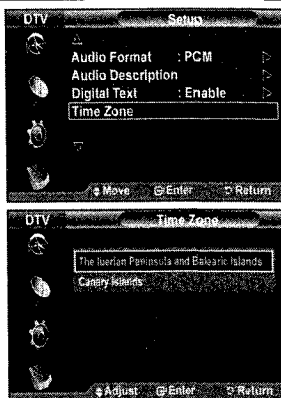 DTV Setup
△
Audio Format : PCM ▷
Audio Description ▷
Digital Text : Enable ▷
Time Zone
▽
Move Enter Return
DTV Time Zone
The Iberian Peninsula and Balearic Islands
Canary Islands
Adjust Enter Return